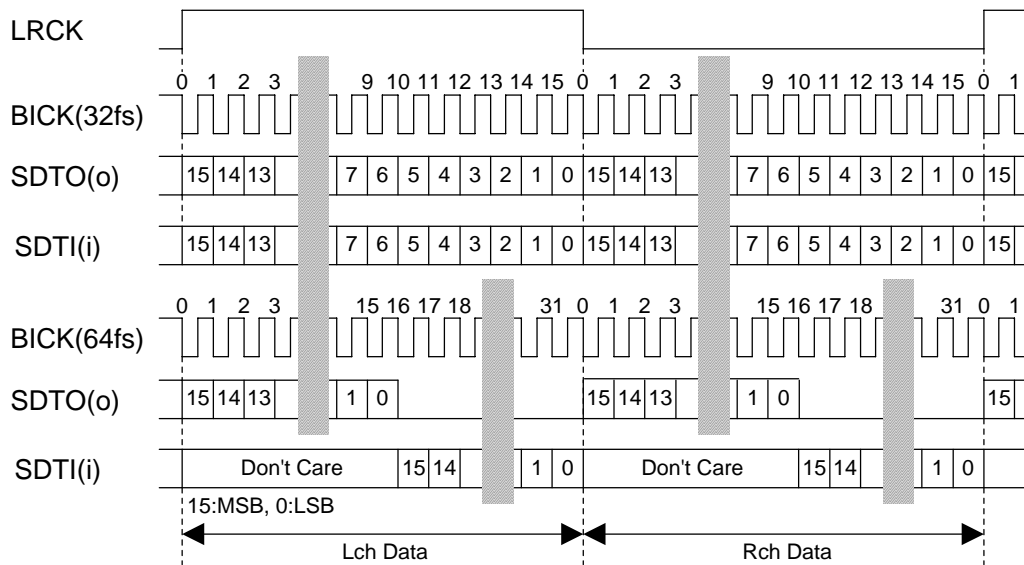 LRCK
0 1 2 3 9 10 11 12 13 14 15 0 1 2 3 9 10 11 12 13 14 15 0 1
BICK(32fs)
SDTO(o) 15 14 13 7 6 5 4 3 2 1 0 15 14 13 7 6 5 4 3 2 1 0 15
SDTI(i) 15 14 13 7 6 5 4 3 2 1 0 15 14 13 7 6 5 4 3 2 1 0 15
0 1 2 3 15 16 17 18 31 0 1 2 3 15 16 17 18 31 0 1
BICK(64fs)
SDTO(o) 15 14 13 1 0 15 14 13 1 0 15
SDTI(i) Don't Care 15 14 1 0 Don't Care 15 14 1 0
15:MSB, 0:LSB
Lch Data Rch Data